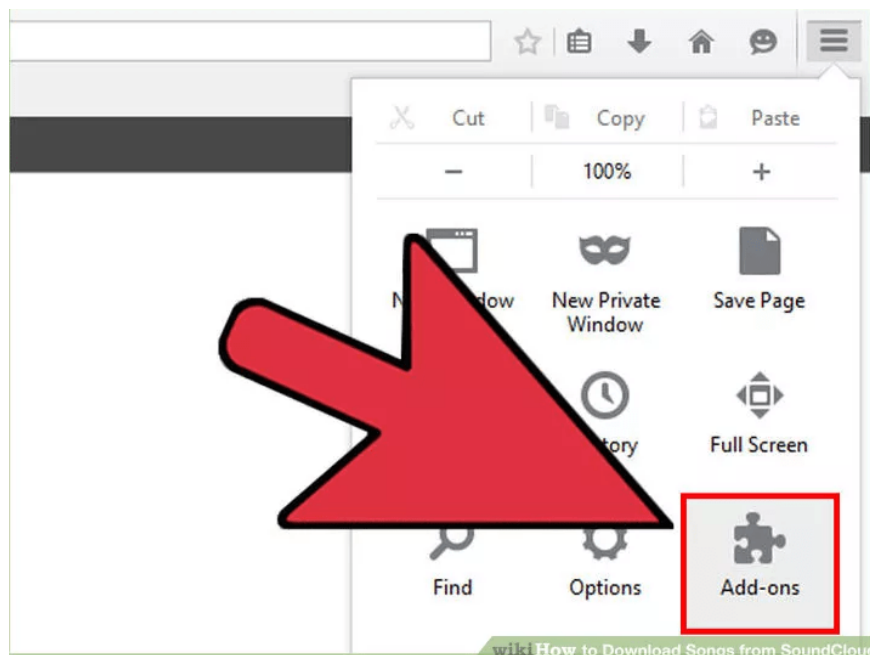 Cut Copy Paste
100%
New Private
Window
Save Page
Full Screen
Find Options Add-ons
wikiHow to Download Songs from SoundCloud